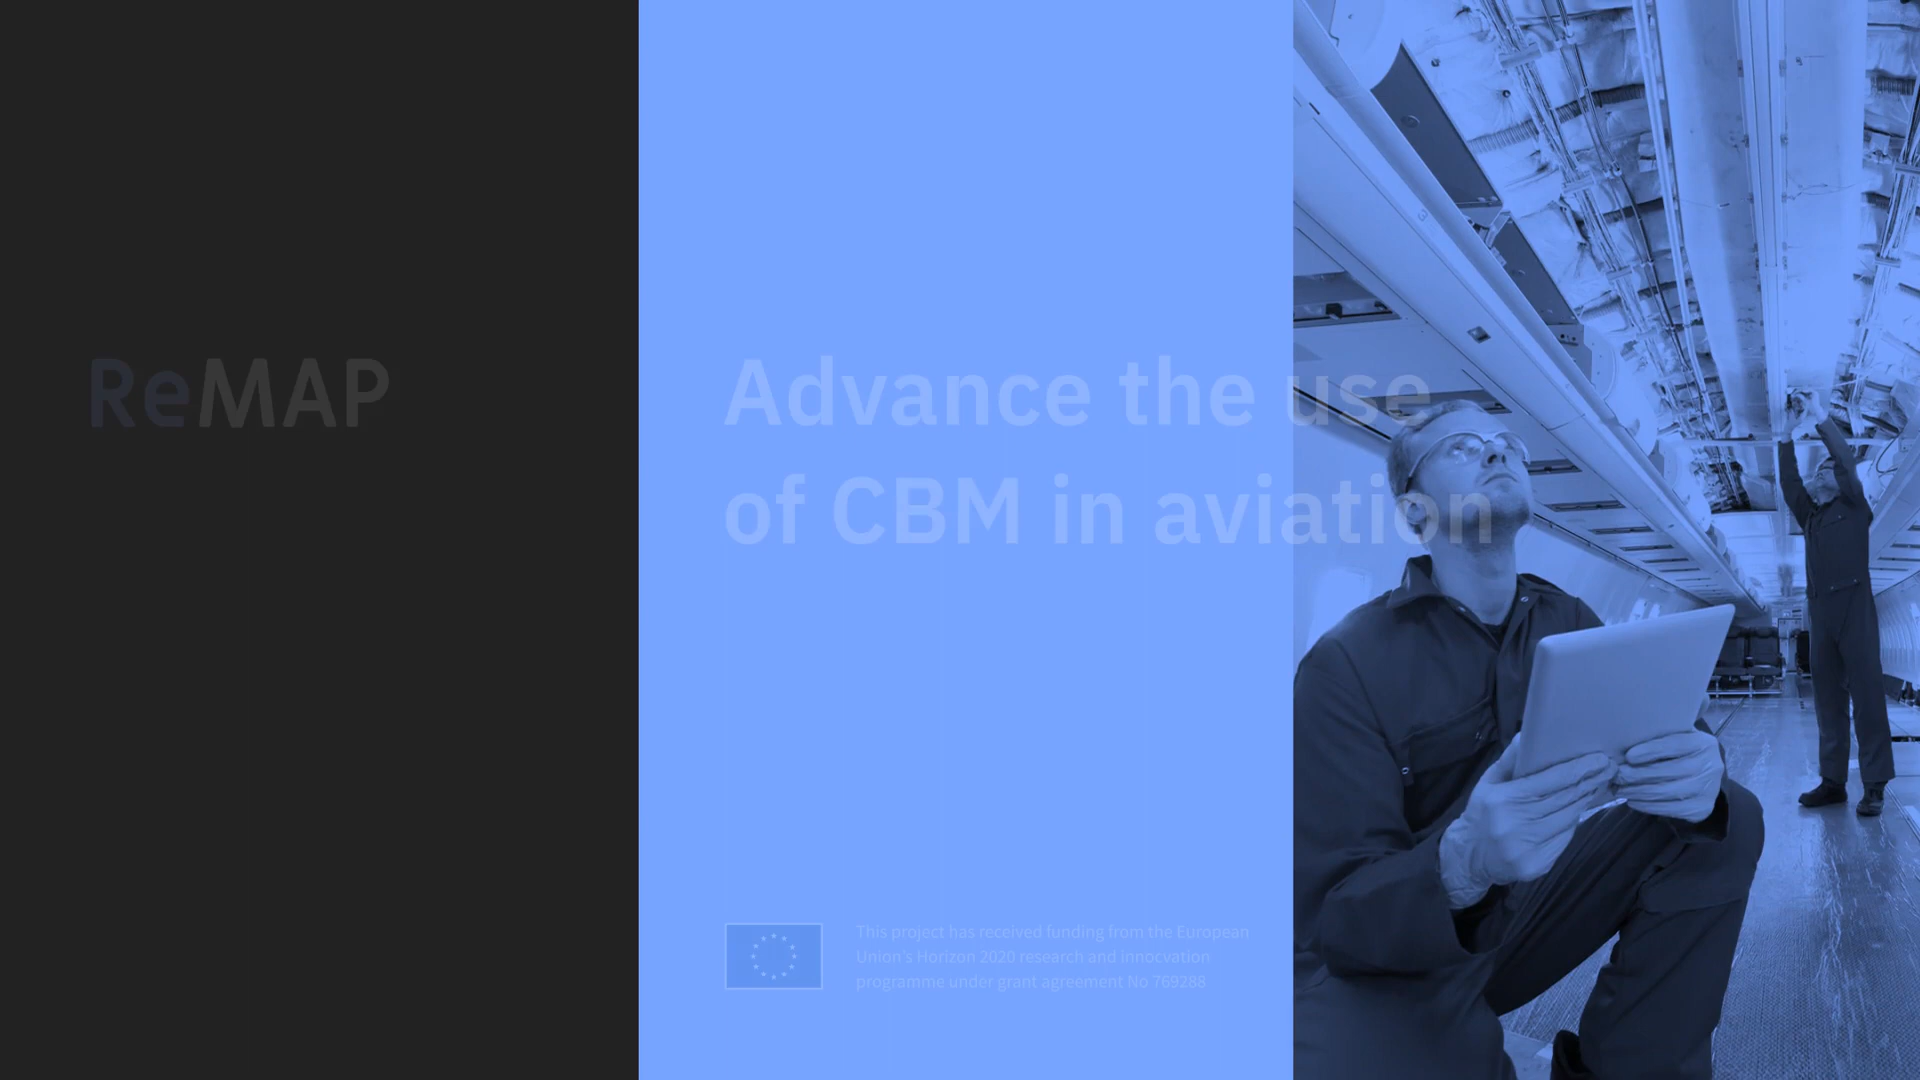 ReMAP
Advance the use
of CBM in aviation
This project has received funding from the European
Union's Horizon 2020 research and innocvation
programme under grant agreement No 769288